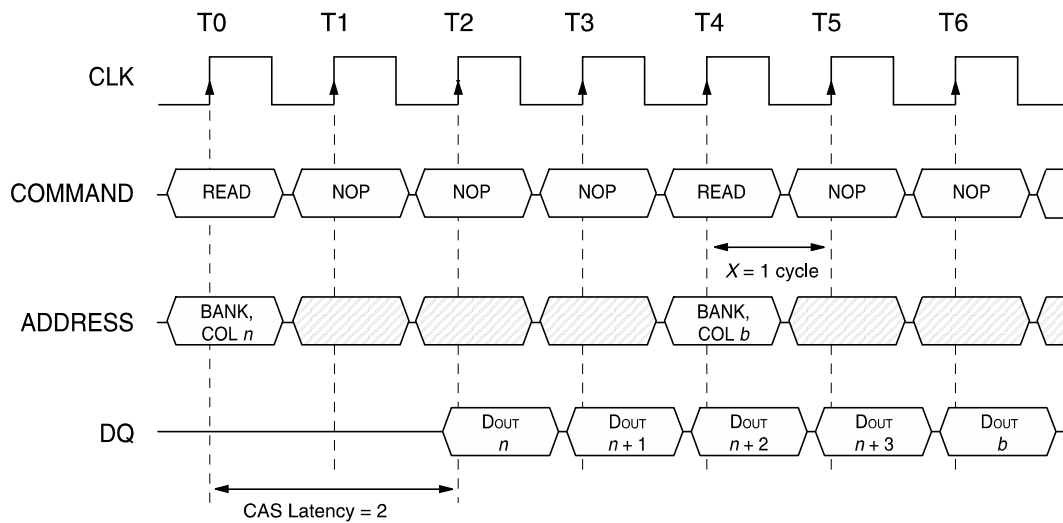 T0 T1 T2 T3 T4 T5 T6
CLK
COMMAND READ NOP NOP NOP READ NOP NOP
X = 1 cycle
ADDRESS BANK, COL n BANK, COL b
DQ DOUT n DOUT n + 1 DOUT n + 2 DOUT n + 3 DOUT b
CAS Latency = 2